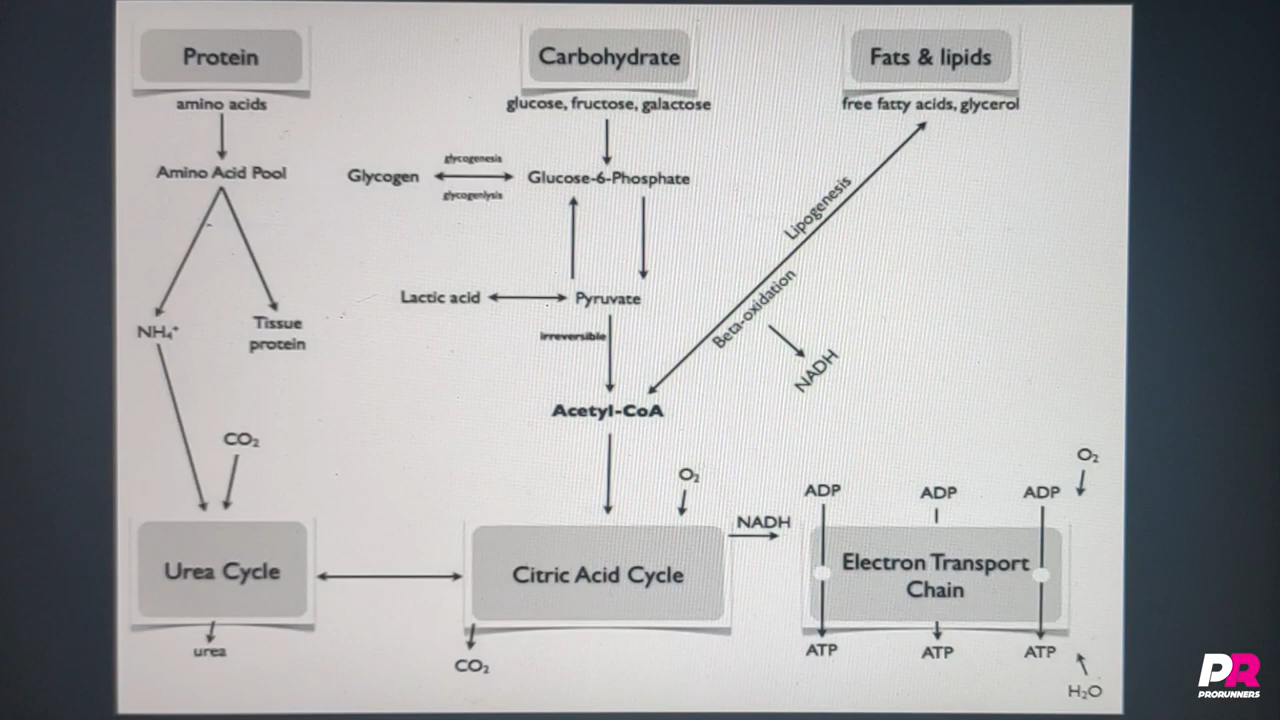 Protein
Carbohydrate
Fats & lipids
amino acids
glucose, fructose, galactose
free fatty acids, glycerol
Amino Acid Pool
Glycogen
glycogenesis
glycogenlysis
Glucose-6-Phosphate
Lipogenesis
Beta-oxidation
NADH
Lactic acid
Pyruvate
NH₄⁺
Tissue
protein
irreversible
Acetyl-CoA
CO₂
O₂
O₂
ADP
ADP
ADP
NADH
Urea Cycle
Citric Acid Cycle
Electron Transport
Chain
urea
CO₂
ATP
ATP
ATP
H₂O
PR
PRORUNNERS